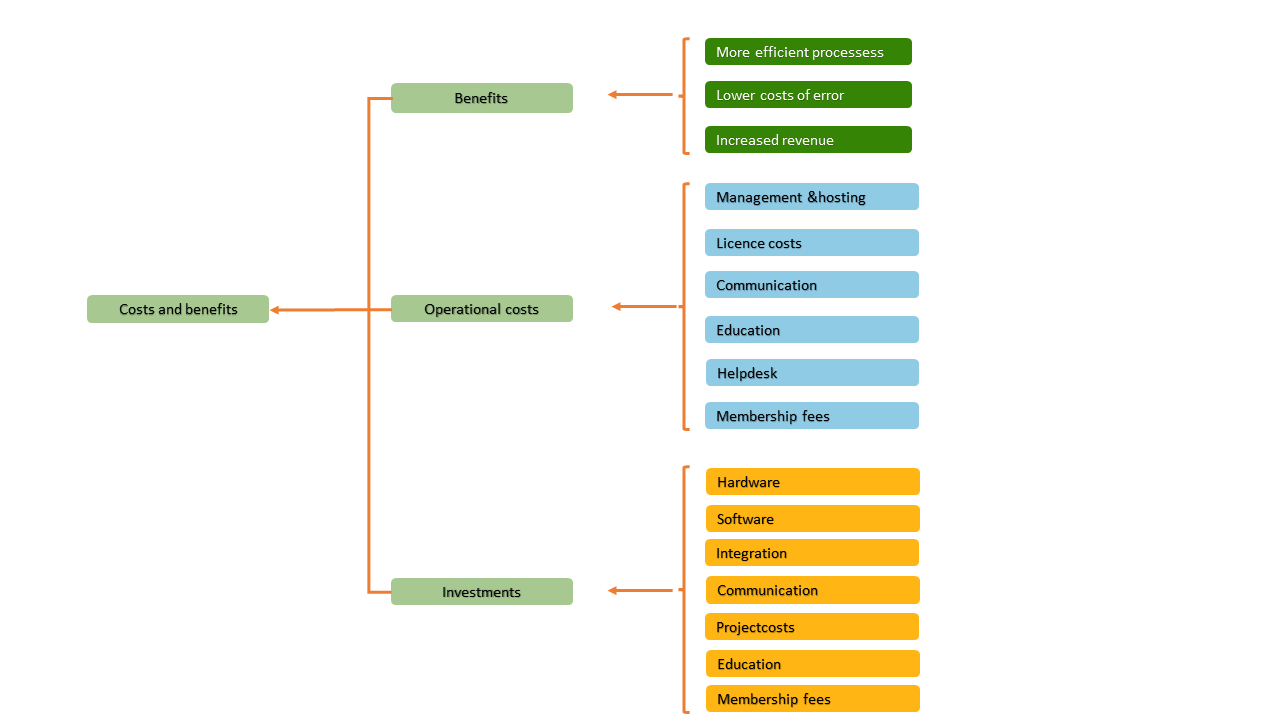 More efficient processess
Lower costs of error
Increased revenue
Benefits
Management &hosting
Licence costs
Communication
Education
Helpdesk
Membership fees
Costs and benefits
Operational costs
Hardware
Software
Integration
Communication
Projectcosts
Education
Membership fees
Investments